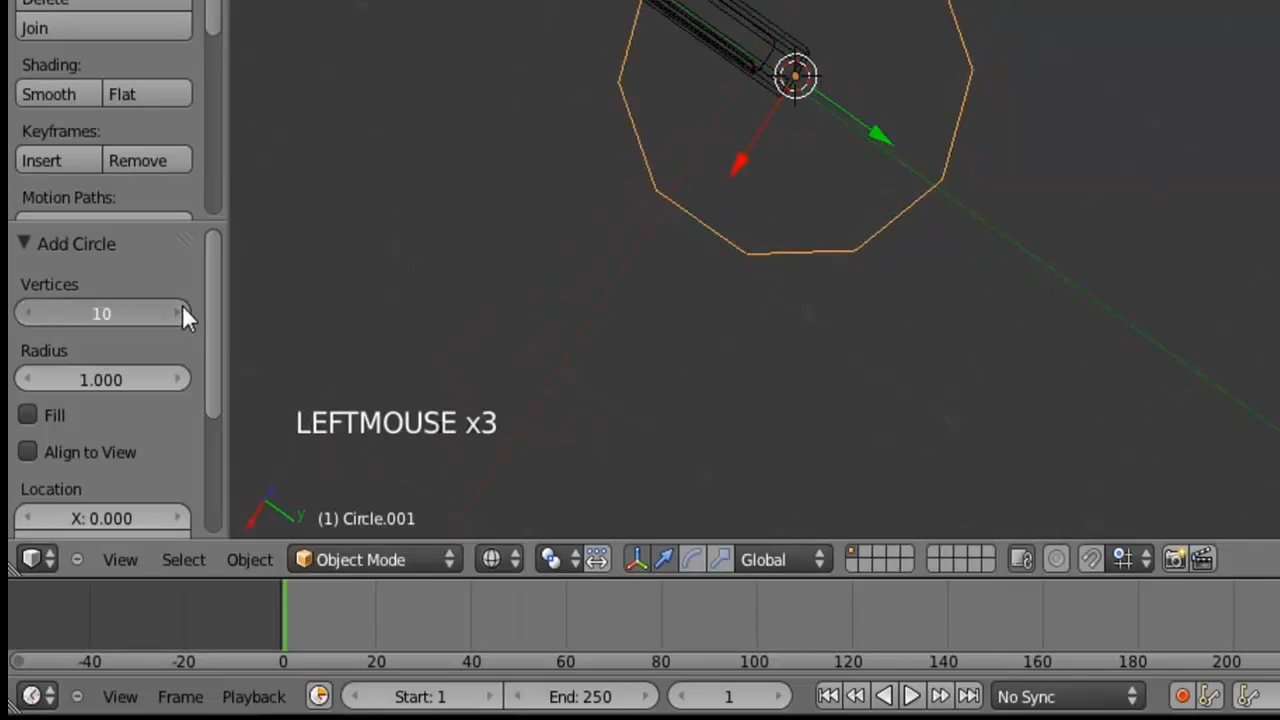 Delete
Join
Shading:
Smooth Flat
Keyframes:
Insert Remove
Motion Paths:
Add Circle
Vertices
10
Radius
1.000
Fill
Align to View
Location
X: 0.000
LEFTMOUSE x3
y
(1) Circle.001
View Select Object Object Mode Global
-40 -20 0 20 40 60 80 100 120 140 160 180 200
View Frame Playback Start: 1 End: 250 1 No Sync